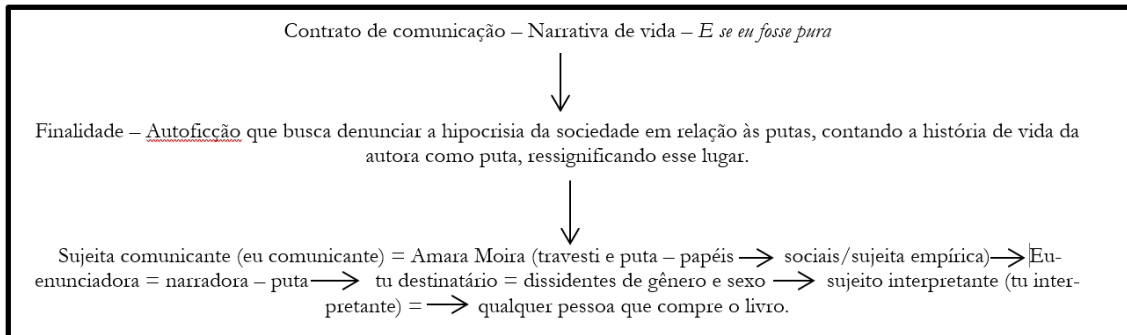 Contrato de comunicação – Narrativa de vida – E se eu fosse pura
Finalidade – Autoficção que busca denunciar a hipocrisia da sociedade em relação às putas, contando a história de vida da
autora como puta, ressignificando esse lugar.
Sujeita comunicante (eu comunicante) = Amara Moira (travesti e puta – papéis → sociais/sujeita empírica) → Eu-
enunciadora = narradora – puta → tu destinatário = dissidentes de gênero e sexo → sujeito interpretante (tu inter-
pretante) = → qualquer pessoa que compre o livro.